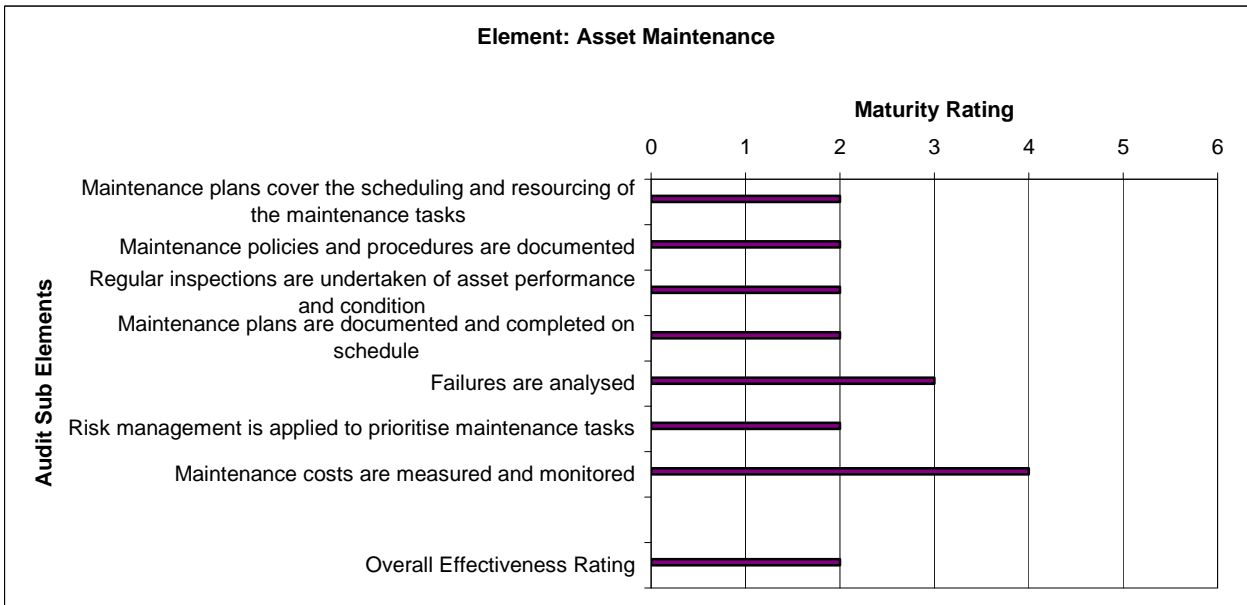 Element: Asset Maintenance
Maturity Rating
0 1 2 3 4 5 6
Audit Sub Elements
Maintenance plans cover the scheduling and resourcing of
the maintenance tasks
Maintenance policies and procedures are documented
Regular inspections are undertaken of asset performance
and condition
Maintenance plans are documented and completed on
schedule
Failures are analysed
Risk management is applied to prioritise maintenance tasks
Maintenance costs are measured and monitored
Overall Effectiveness Rating